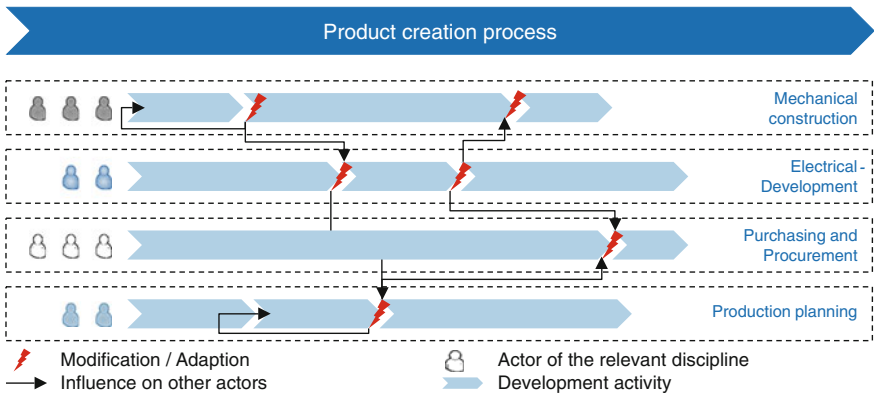 Product creation process
Mechanical
construction
Electrical-
Development
Purchasing and
Procurement
Production planning
Modification / Adaption
Actor of the relevant discipline
Influence on other actors
Development activity